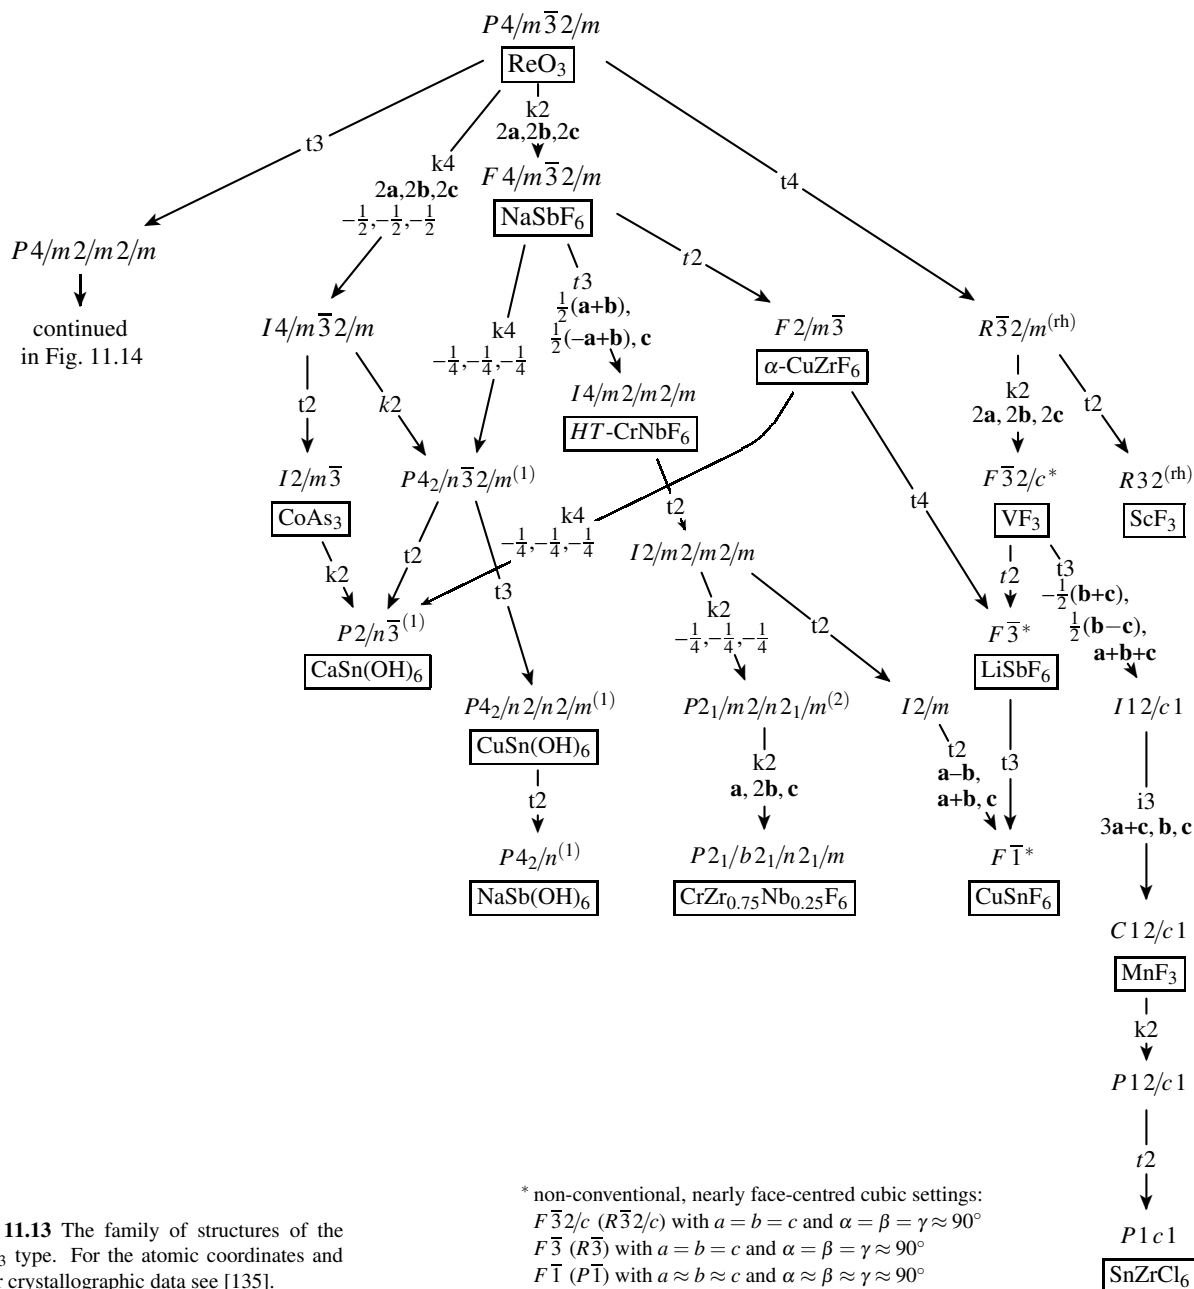 P4/m3̅2/m
ReO₃
k2
2a,2b,2c
t3
k4
2a,2b,2c
−1/2,−1/2,−1/2
t4
F4/m3̅2/m
NaSbF₆
P4/m2/m2/m
continued
in Fig. 11.14
t2
t3
½(a+b),
½(−a+b), c
k4
−¼,−¼,−¼
I4/m3̅2/m
F2/m3̅
α-CuZrF₆
R3̅2/m⁽ʳʰ⁾
t2
k2
I4/m2/m2/m
HT-CrNbF₆
k2
2a, 2b, 2c
t2
I2/m3̅
CoAs₃
P4₂/n3̅2/m⁽¹⁾
F3̅2/c*
VF₃
R32⁽ʳʰ⁾
ScF₃
t2
k4
−¼,−¼,−¼
t4
k2
t2
t3
I2/m2/m2/m
t2
t3
−½(b+c),
½(b−c),
a+b+c
P2/n3̅⁽¹⁾
CaSn(OH)₆
k2
−¼,−¼,−¼
t2
F3̅*
LiSbF₆
P4₂/n2/n2/m⁽¹⁾
CuSn(OH)₆
P2₁/m2/n2₁/m⁽²⁾
I2/m
I12/c1
t2
k2
a, 2b, c
t2
a−b,
a+b, c
t3
i3
3a+c, b, c
P4₂/n⁽¹⁾
NaSb(OH)₆
P2₁/b2₁/n2₁/m
CrZr₀.₇₅Nb₀.₂₅F₆
F1̅*
CuSnF₆
C12/c1
MnF₃
k2
P12/c1
t2
P1c1
SnZrCl₆
11.13 The family of structures of the
₃ type. For the atomic coordinates and
r crystallographic data see [135].
* non-conventional, nearly face-centred cubic settings:
F3̅2/c (R3̅2/c) with a = b = c and α = β = γ ≈ 90°
F3̅ (R3̅) with a = b = c and α = β = γ ≈ 90°
F1̅ (P1̅) with a ≈ b ≈ c and α ≈ β ≈ γ ≈ 90°